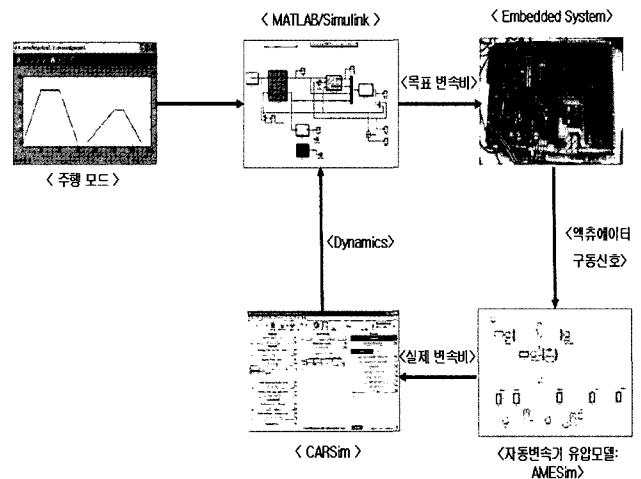 < MATLAB/Simulink >
< Embedded System>
<목표 변속비>
< 주행 모드 >
<Dynamics>
<액츄에이터
구동신호>
<실제 변속비>
< CARSim >
<자동변속기 유압모델:
AMESim>